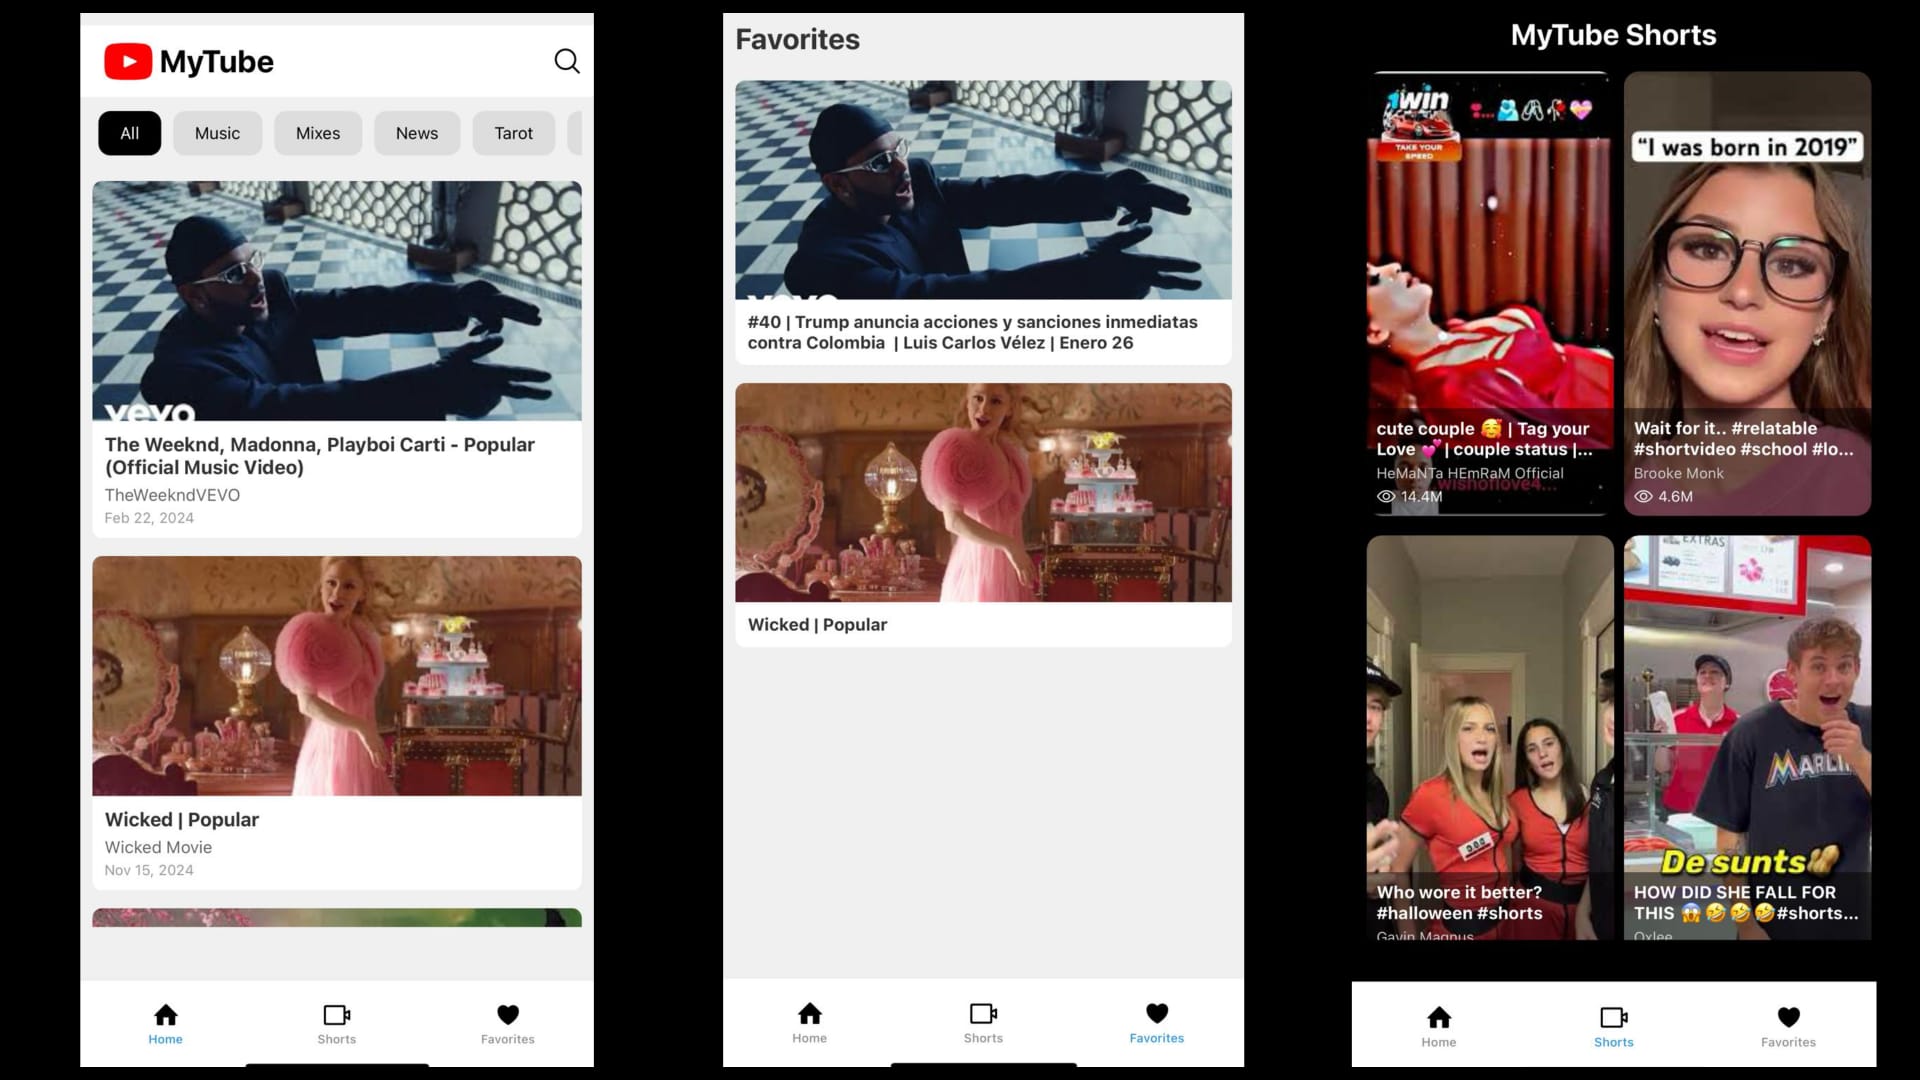 MyTube
All
Music
Mixes
News
Tarot
vevo
The Weeknd, Madonna, Playboi Carti - Popular
(Official Music Video)
TheWeekndVEVO
Feb 22, 2024
Wicked | Popular
Wicked Movie
Nov 15, 2024
Home
Shorts
Favorites
Favorites
vevo
#40 | Trump anuncia acciones y sanciones inmediatas
contra Colombia | Luis Carlos Vélez | Enero 26
Wicked | Popular
Home
Shorts
Favorites
MyTube Shorts
1win
TAKE YOUR
SPEED
cute couple 🥰 | Tag your
Love 💕 | couple status |...
HeMaNTa HEmRaM Official
wishoflove4...
14.4M
“I was born in 2019”
Wait for it.. #relatable
#shortvideo #school #lo...
Brooke Monk
4.6M
Who wore it better?
#halloween #shorts
Gavin Magnus
EXTRAS
MARLI
De sunts
HOW DID SHE FALL FOR
THIS 😱🤣🤣🤣#shorts...
Oxlee
Home
Shorts
Favorites